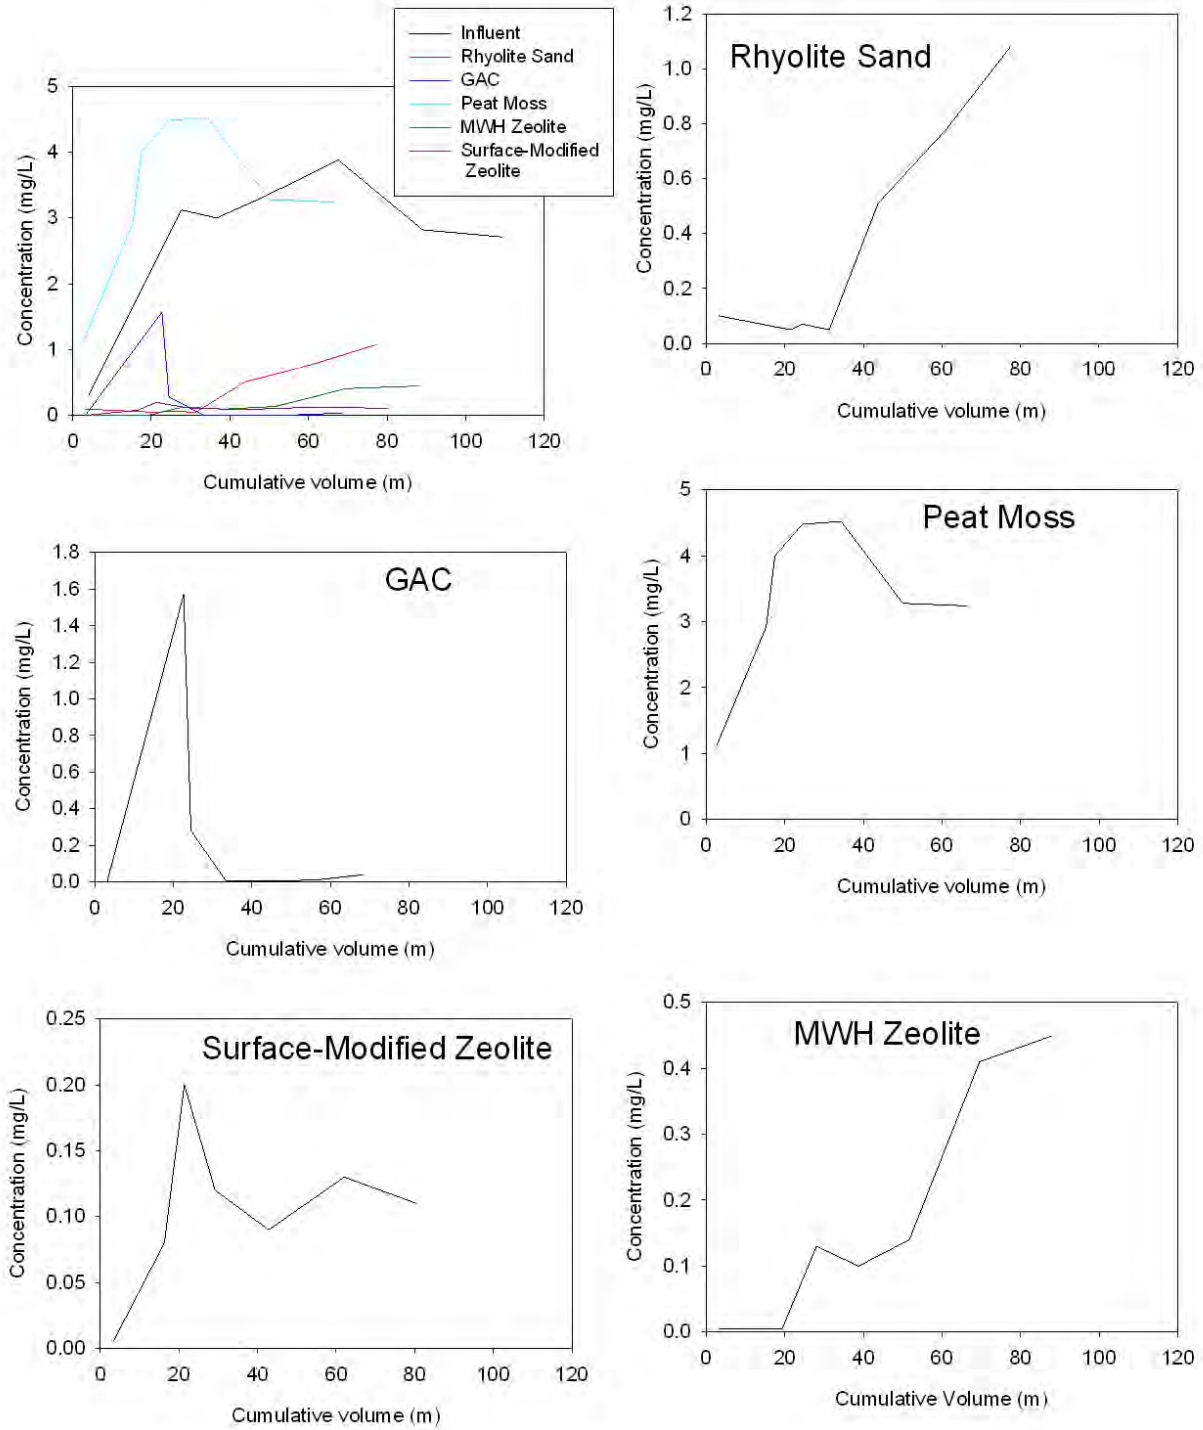 Influent
Rhyolite Sand
GAC
Peat Moss
MWH Zeolite
Surface-Modified
Zeolite
5
4
3
2
1
0
Concentration (mg/L)
0 20 40 60 80 100 120
Cumulative volume (m)
Rhyolite Sand
1.2
1.0
0.8
0.6
0.4
0.2
0.0
Concentration (mg/L)
0 20 40 60 80 100 120
Cumulative volume (m)
GAC
1.8
1.6
1.4
1.2
1.0
0.8
0.6
0.4
0.2
0.0
Concentration (mg/L)
0 20 40 60 80 100 120
Cumulative volume (m)
Peat Moss
5
4
3
2
1
0
Concentration (mg/L)
0 20 40 60 80 100 120
Cumulative volume (m)
Surface-Modified Zeolite
0.25
0.20
0.15
0.10
0.05
0.00
Concentration (mg/L)
0 20 40 60 80 100 120
Cumulative volume (m)
MWH Zeolite
0.5
0.4
0.3
0.2
0.1
0.0
Concentration (mg/L)
0 20 40 60 80 100 120
Cumulative Volume (m)